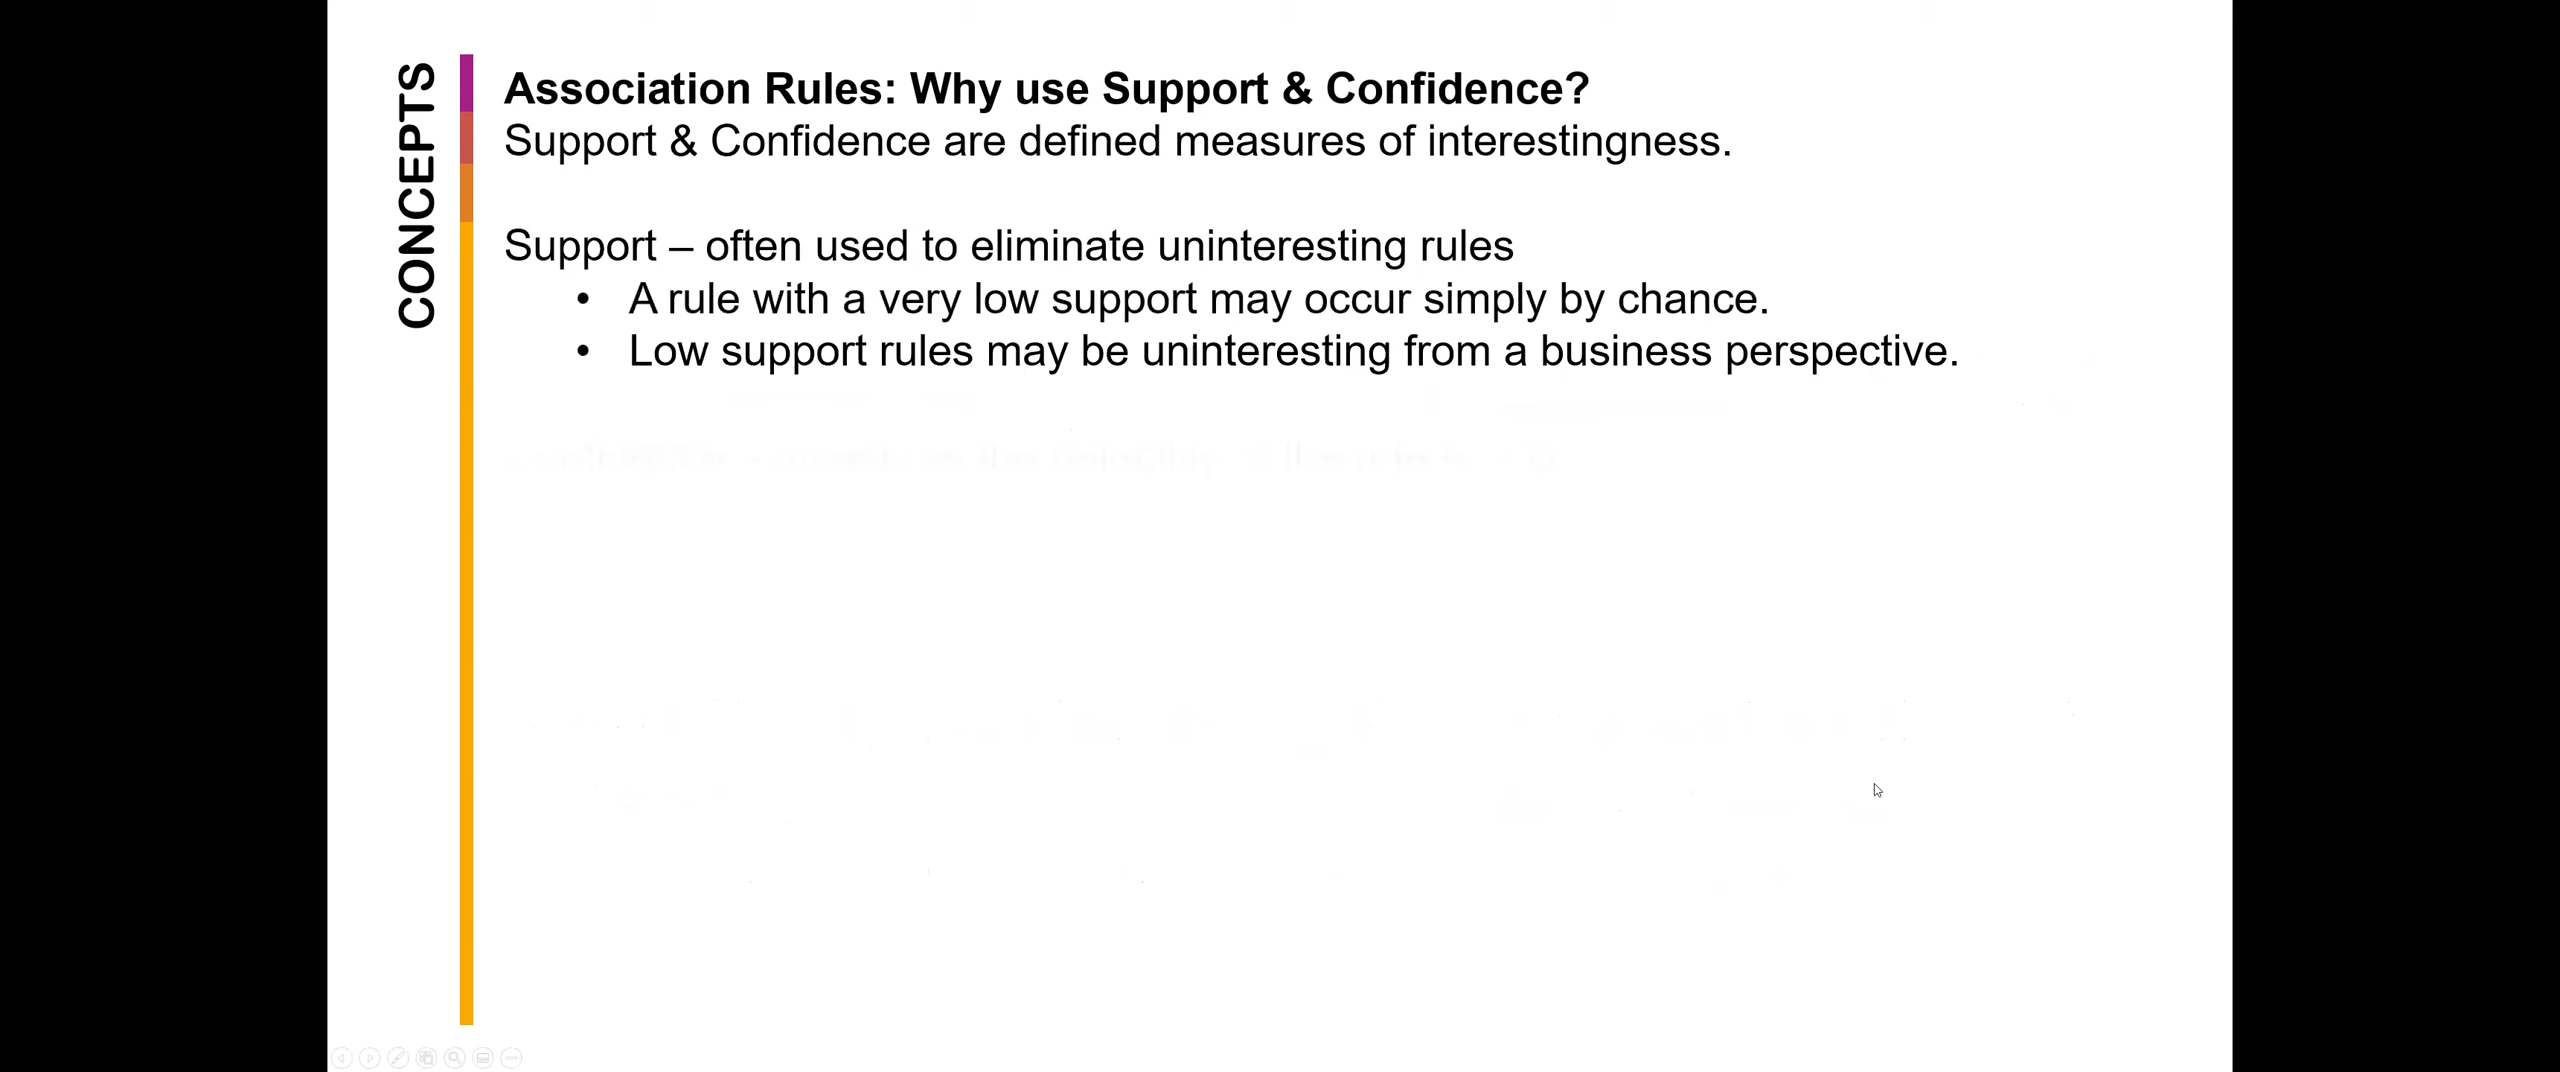 CONCEPTS
Association Rules: Why use Support & Confidence?
Support & Confidence are defined measures of interestingness.
Support – often used to eliminate uninteresting rules
• A rule with a very low support may occur simply by chance.
• Low support rules may be uninteresting from a business perspective.